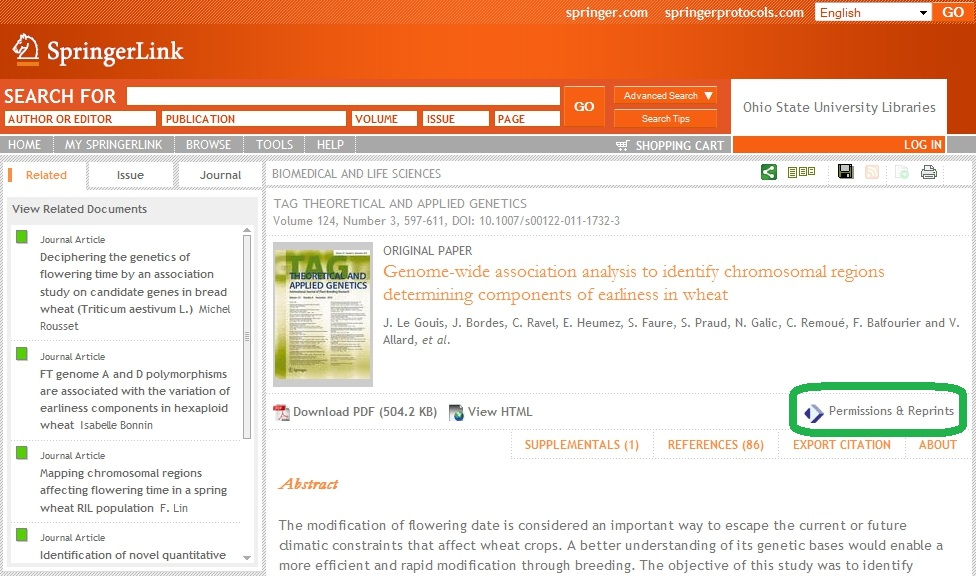 springer.com springerprotocols.com English GO
SpringerLink
SEARCH FOR GO Advanced Search
AUTHOR OR EDITOR PUBLICATION VOLUME ISSUE PAGE Search Tips
Ohio State University Libraries
HOME MY SPRINGERLINK BROWSE TOOLS HELP SHOPPING CART LOG IN
Related Issue Journal
View Related Documents
Journal Article
Deciphering the genetics of
flowering time by an association
study on candidate genes in bread
wheat (Triticum aestivum L.) Michel
Rousset
Journal Article
FT genome A and D polymorphisms
are associated with the variation of
earliness components in hexaploid
wheat Isabelle Bonnin
Journal Article
Mapping chromosomal regions
affecting flowering time in a spring
wheat RIL population F. Lin
Journal Article
Identification of novel quantitative
BIOMEDICAL AND LIFE SCIENCES
TAG THEORETICAL AND APPLIED GENETICS
Volume 124, Number 3, 597-611, DOI: 10.1007/s00122-011-1732-3
TAG
THEORETICAL AND
APPLIED GENETICS
ORIGINAL PAPER
Genome-wide association analysis to identify chromosomal regions
determining components of earliness in wheat
J. Le Gouis, J. Bordes, C. Ravel, E. Heumez, S. Faure, S. Praud, N. Galic, C. Remoué, F. Balfourier and V.
Allard, et al.
Download PDF (504.2 KB) View HTML Permissions & Reprints
SUPPLEMENTALS (1) REFERENCES (86) EXPORT CITATION ABOUT
Abstract
The modification of flowering date is considered an important way to escape the current or future
climatic constraints that affect wheat crops. A better understanding of its genetic bases would enable a
more efficient and rapid modification through breeding. The objective of this study was to identify